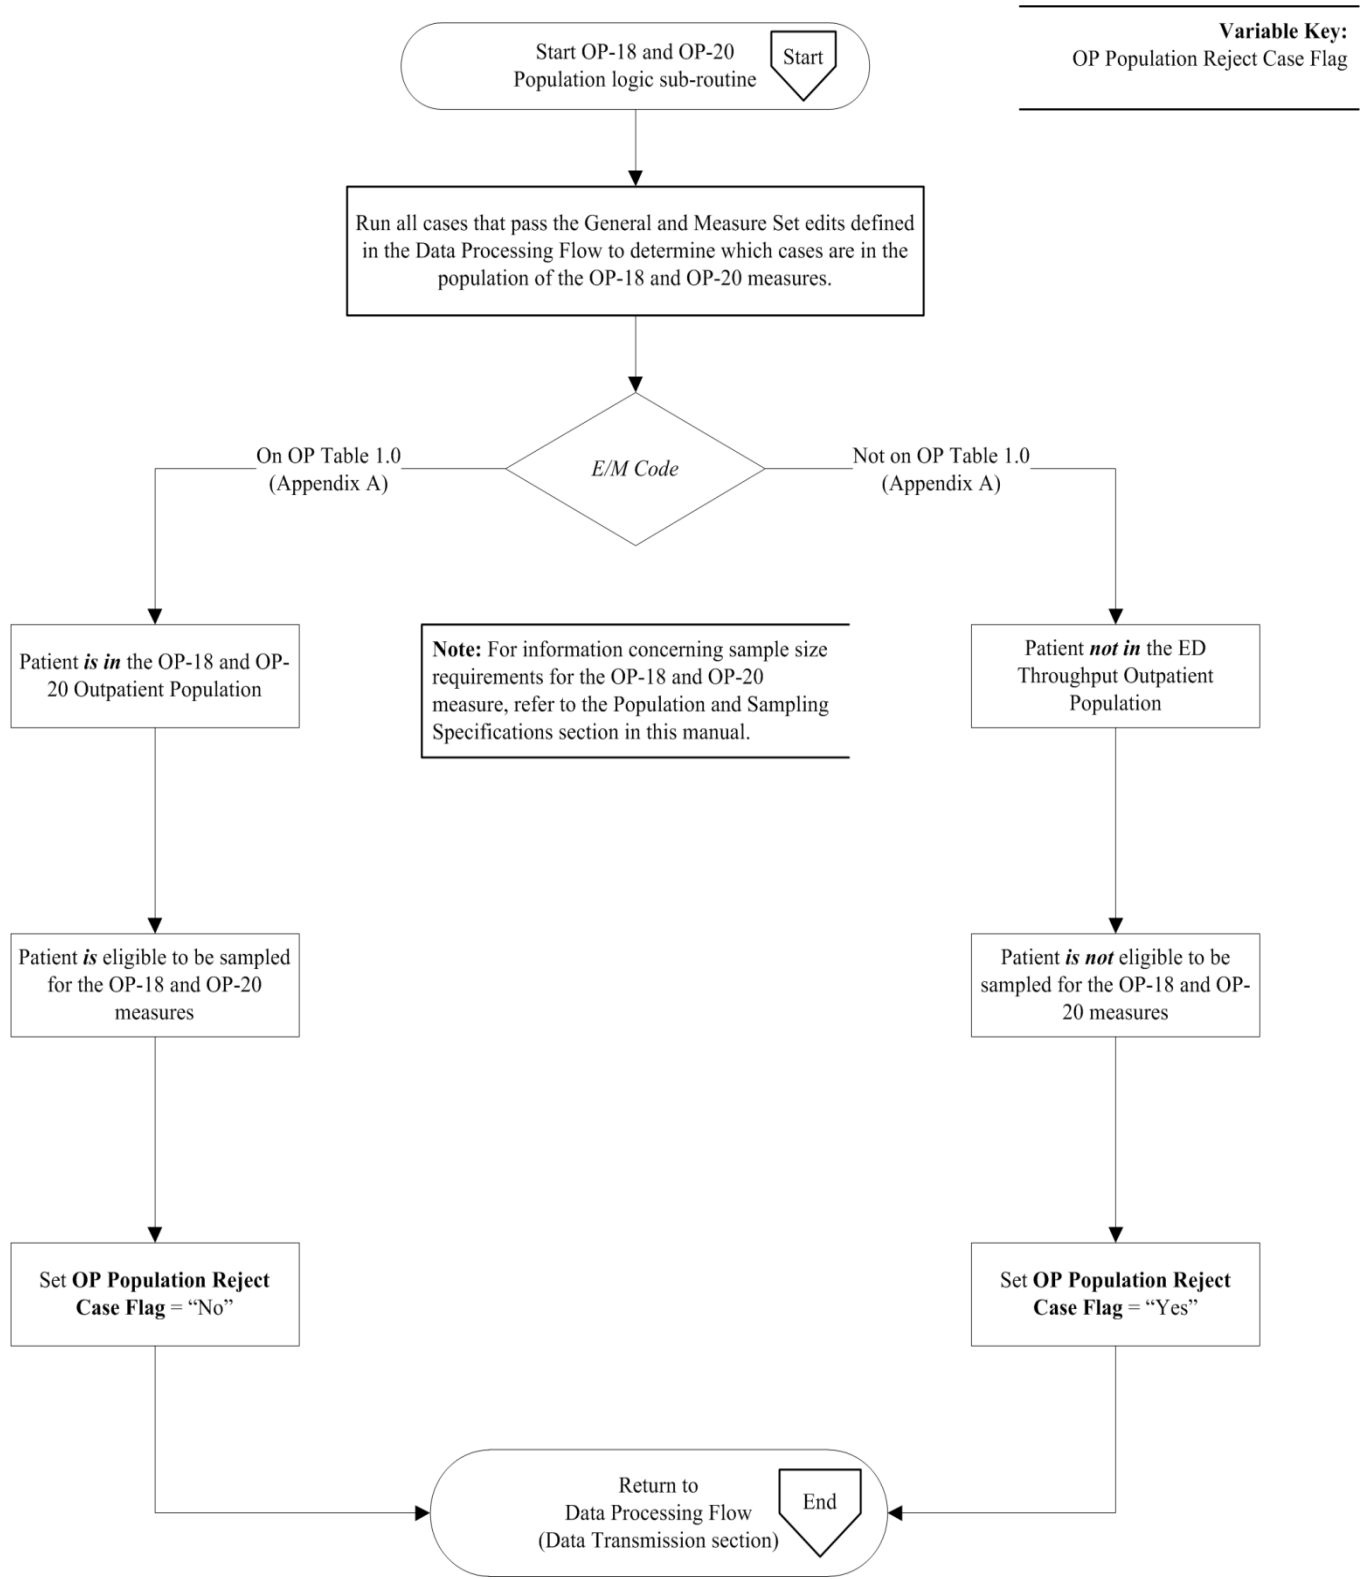 Variable Key:
OP Population Reject Case Flag
Start OP-18 and OP-20
Population logic sub-routine
Start
Run all cases that pass the General and Measure Set edits defined
in the Data Processing Flow to determine which cases are in the
population of the OP-18 and OP-20 measures.
E/M Code
On OP Table 1.0
(Appendix A)
Not on OP Table 1.0
(Appendix A)
Patient is in the OP-18 and OP-
20 Outpatient Population
Note: For information concerning sample size
requirements for the OP-18 and OP-20
measure, refer to the Population and Sampling
Specifications section in this manual.
Patient not in the ED
Throughput Outpatient
Population
Patient is eligible to be sampled
for the OP-18 and OP-20
measures
Patient is not eligible to be
sampled for the OP-18 and OP-
20 measures
Set OP Population Reject
Case Flag = “No”
Set OP Population Reject
Case Flag = “Yes”
Return to
Data Processing Flow
(Data Transmission section)
End